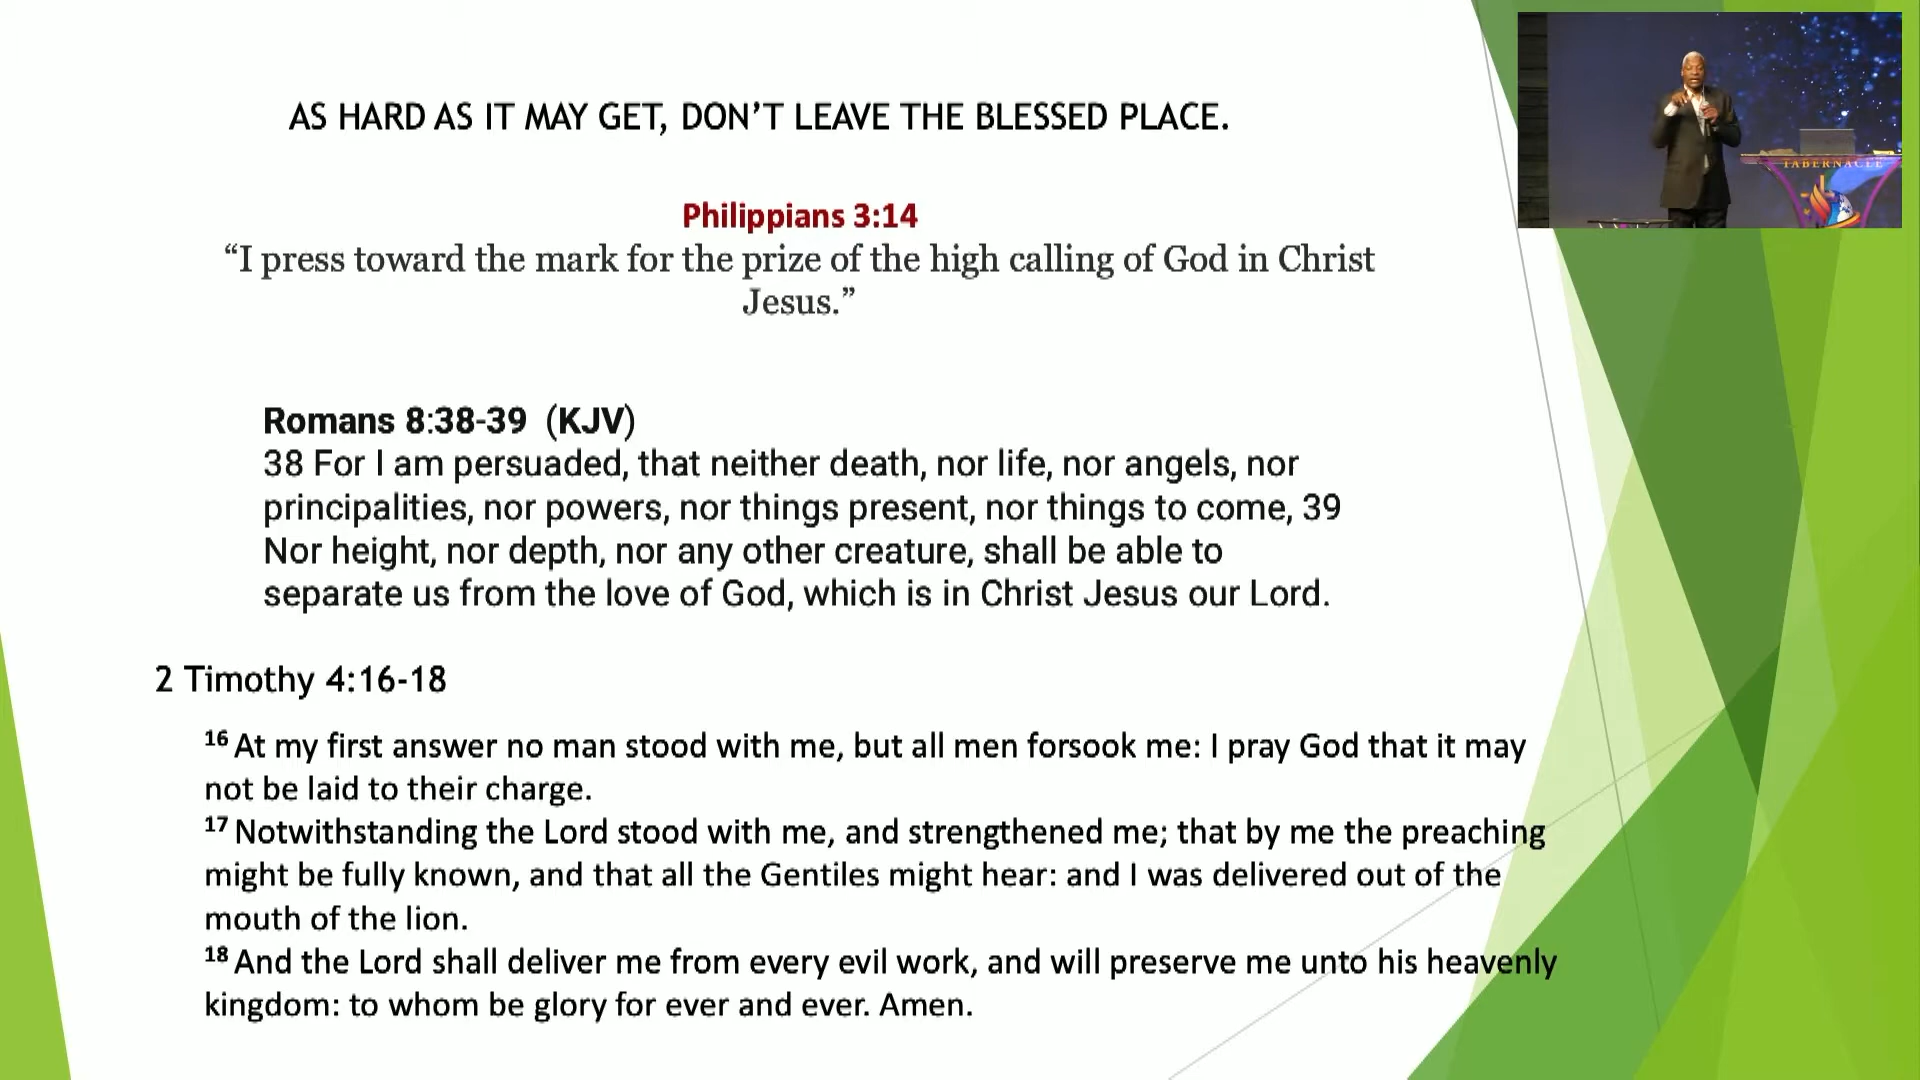 AS HARD AS IT MAY GET, DON’T LEAVE THE BLESSED PLACE.
Philippians 3:14
“I press toward the mark for the prize of the high calling of God in Christ
Jesus.”
Romans 8:38-39 (KJV)
38 For I am persuaded, that neither death, nor life, nor angels, nor
principalities, nor powers, nor things present, nor things to come, 39
Nor height, nor depth, nor any other creature, shall be able to
separate us from the love of God, which is in Christ Jesus our Lord.
2 Timothy 4:16-18
16 At my first answer no man stood with me, but all men forsook me: I pray God that it may
not be laid to their charge.
17 Notwithstanding the Lord stood with me, and strengthened me; that by me the preaching
might be fully known, and that all the Gentiles might hear: and I was delivered out of the
mouth of the lion.
18 And the Lord shall deliver me from every evil work, and will preserve me unto his heavenly
kingdom: to whom be glory for ever and ever. Amen.
TABERNACLE